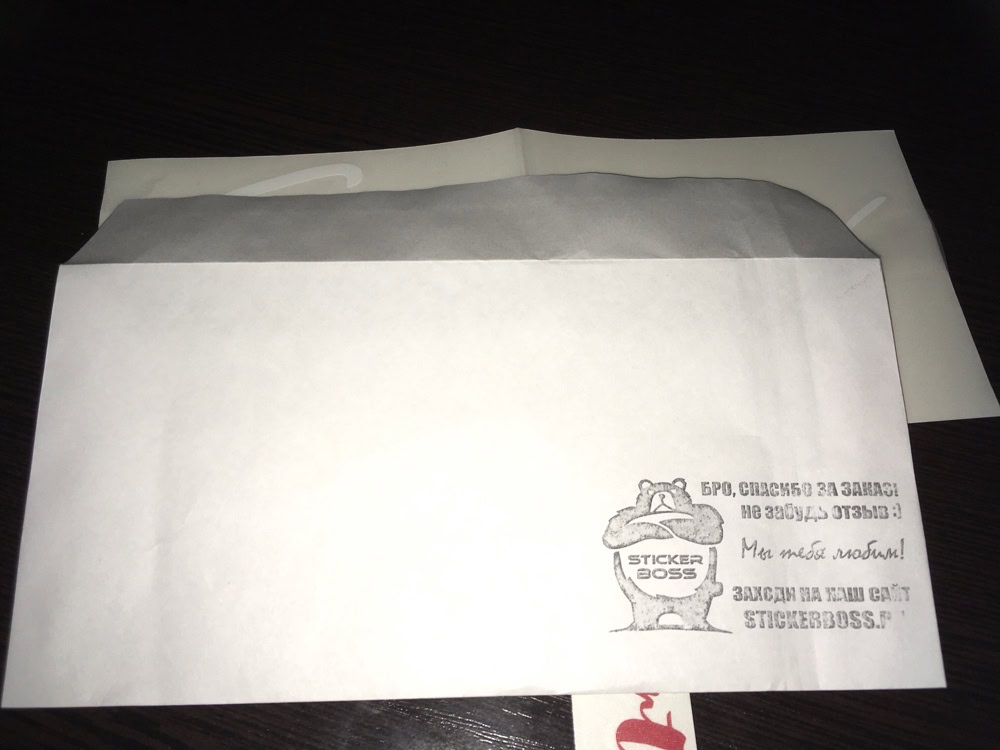 БРО, СПАСИБО ЗА ЗАКАЗ!
не забудь отзыв :)
Мы тебя любим!
STICKER
BOSS
ЗАХОДИ НА НАШ САЙТ